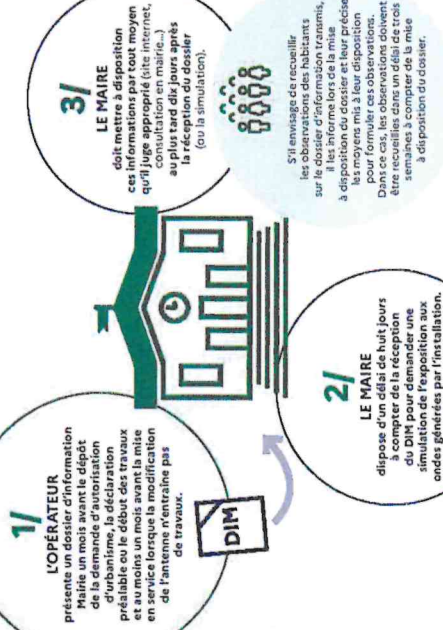 1/
L'OPÉRATEUR
présente un dossier d'information
Mairie un mois avant le dépôt
de la demande d'autorisation
d'urbanisme, la déclaration
préalable ou le début des travaux
et au moins un mois avant la mise
en service lorsque la modification
de l'antenne n'entraîne pas
de travaux.
DIM
2/
LE MAIRE
dispose d'un délai de huit jours
à compter de la réception
du DIM pour demander une
simulation de l'exposition aux
ondes générées par l'installation.
3/
LE MAIRE
doit mettre à disposition
ces informations par tout moyen
qu'il juge approprié (site internet,
consultation en mairie...)
au plus tard dix jours après
la réception du dossier
(ou la simulation).
S'il envisage de recueillir
les observations des habitants
sur le dossier d'information transmis,
il les informe lors de la mise
à disposition du dossier et leur précise
les moyens mis à leur disposition
pour formuler ces observations.
Dans ce cas, les observations doivent
être recueillies dans un délai de trois
semaines à compter de la mise
à disposition du dossier.